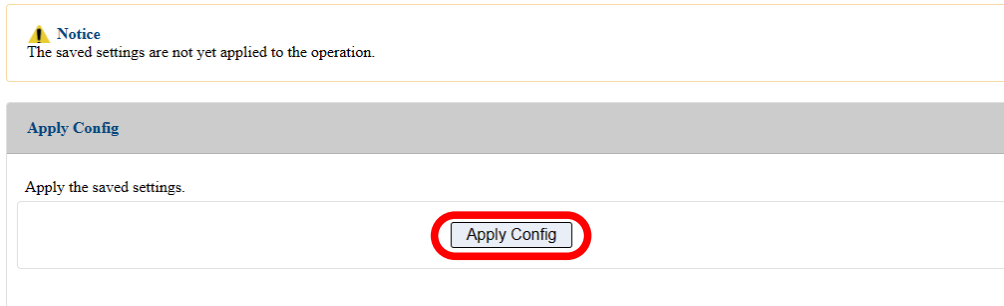 Notice
The saved settings are not yet applied to the operation.
Apply Config
Apply the saved settings.
Apply Config